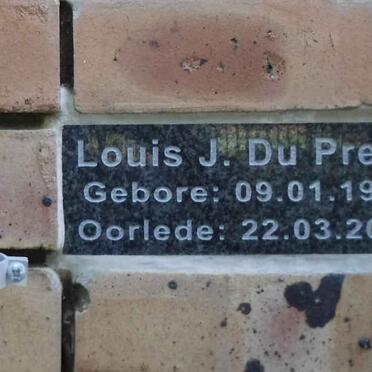 Louis J. Du Pre
Gebore: 09.01.19
Oorlede: 22.03.20